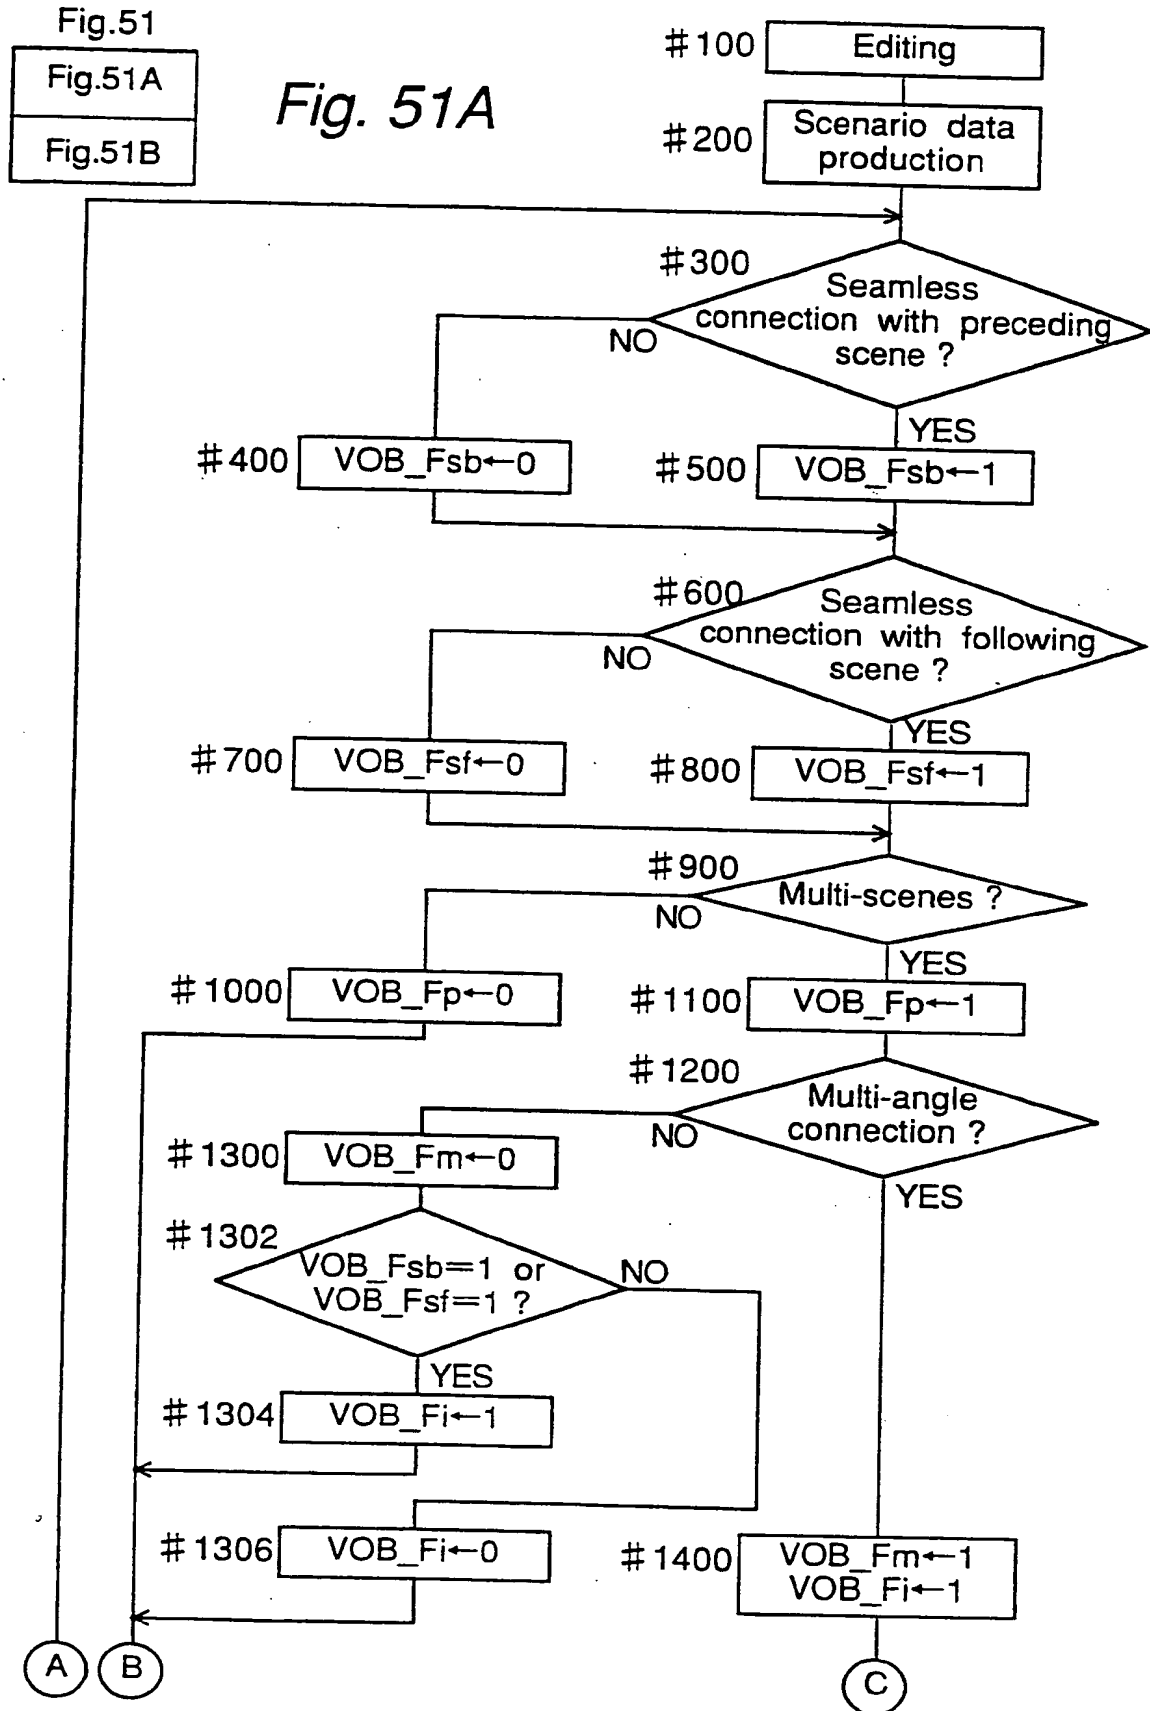 Fig.51
Fig.51A
Fig.51B
Fig. 51A
#100
Editing
#200
Scenario data
production
#300
Seamless
connection with preceding
scene ?
NO
YES
#400
VOB_Fsb←0
#500
VOB_Fsb←1
#600
Seamless
connection with following
scene ?
NO
YES
#700
VOB_Fsf←0
#800
VOB_Fsf←1
#900
Multi-scenes ?
NO
YES
#1000
VOB_Fp←0
#1100
VOB_Fp←1
#1200
Multi-angle
connection ?
NO
YES
#1300
VOB_Fm←0
#1302
VOB_Fsb=1 or
VOB_Fsf=1 ?
NO
YES
#1304
VOB_Fi←1
#1306
VOB_Fi←0
#1400
VOB_Fm←1
VOB_Fi←1
A
B
C